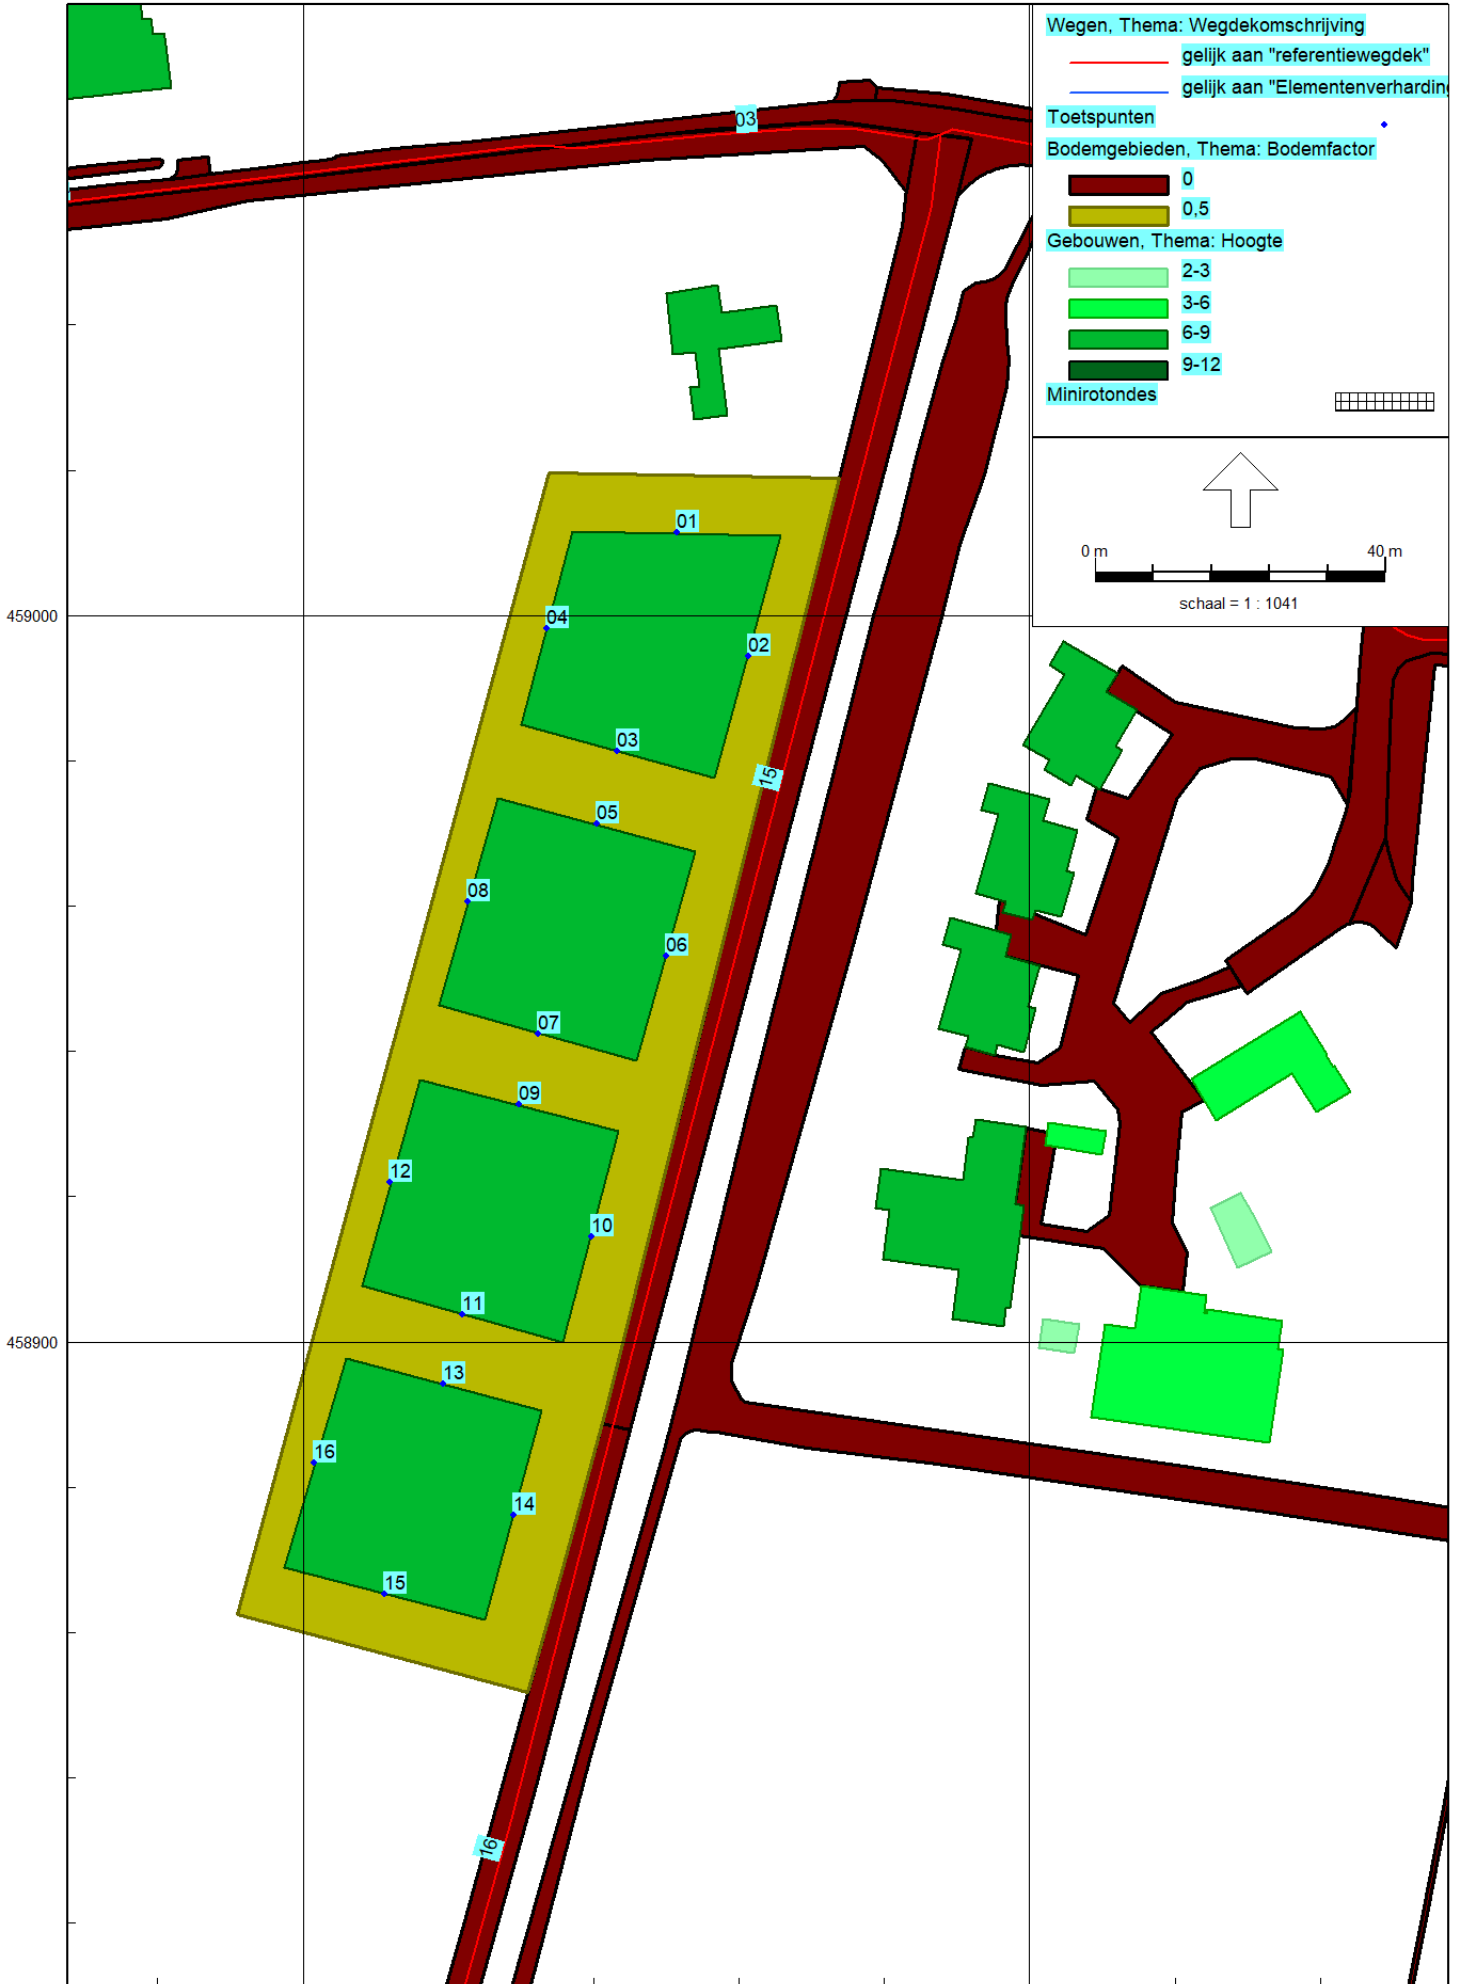 Wegen, Thema: Wegdekomschrijving
gelijk aan "referentiewegdek"
gelijk aan "Elementenverharding
Toetspunten
Bodemgebieden, Thema: Bodemfactor
0
0,5
Gebouwen, Thema: Hoogte
2-3
3-6
6-9
9-12
Minirotondes
0 m
40 m
schaal = 1 : 1041
03
01
459000
04
02
03
15
05
08
06
07
09
12
10
11
458900
13
16
14
15
16